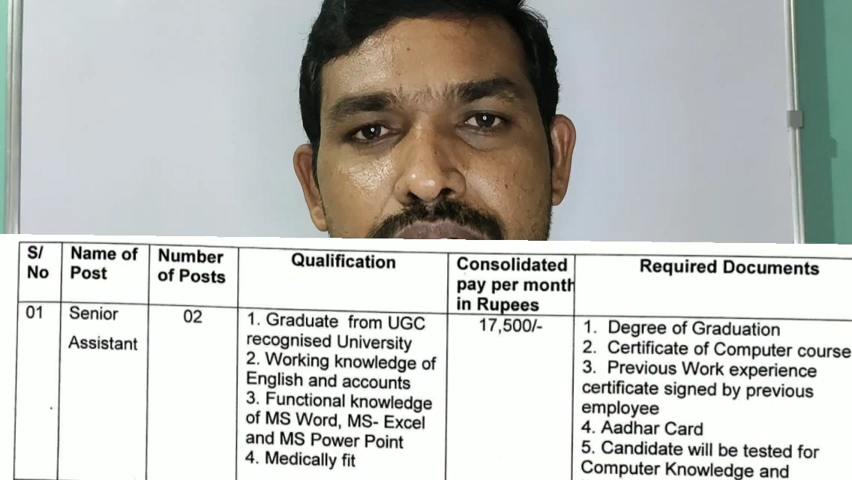 S/ No
Name of Post
Number of Posts
Qualification
Consolidated pay per month in Rupees
Required Documents
01
Senior Assistant
02
1. Graduate from UGC
recognised University
2. Working knowledge of
English and accounts
3. Functional knowledge
of MS Word, MS- Excel
and MS Power Point
4. Medically fit
17,500/-
1. Degree of Graduation
2. Certificate of Computer course
3. Previous Work experience
certificate signed by previous
employee
4. Aadhar Card
5. Candidate will be tested for
Computer Knowledge and